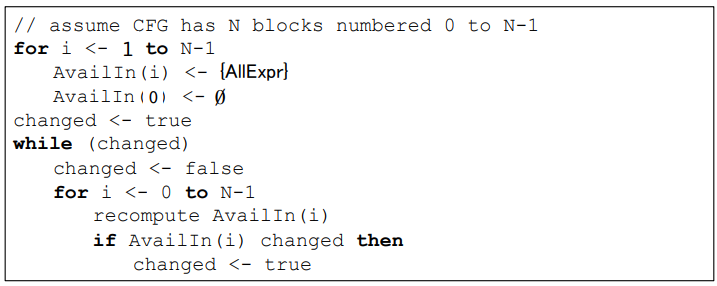 // assume CFG has N blocks numbered 0 to N-1
for i <- 1 to N-1
AvailIn(i) <- {AllExpr}
AvailIn(0) <- Ø
changed <- true
while (changed)
changed <- false
for i <- 0 to N-1
recompute AvailIn(i)
if AvailIn(i) changed then
changed <- true